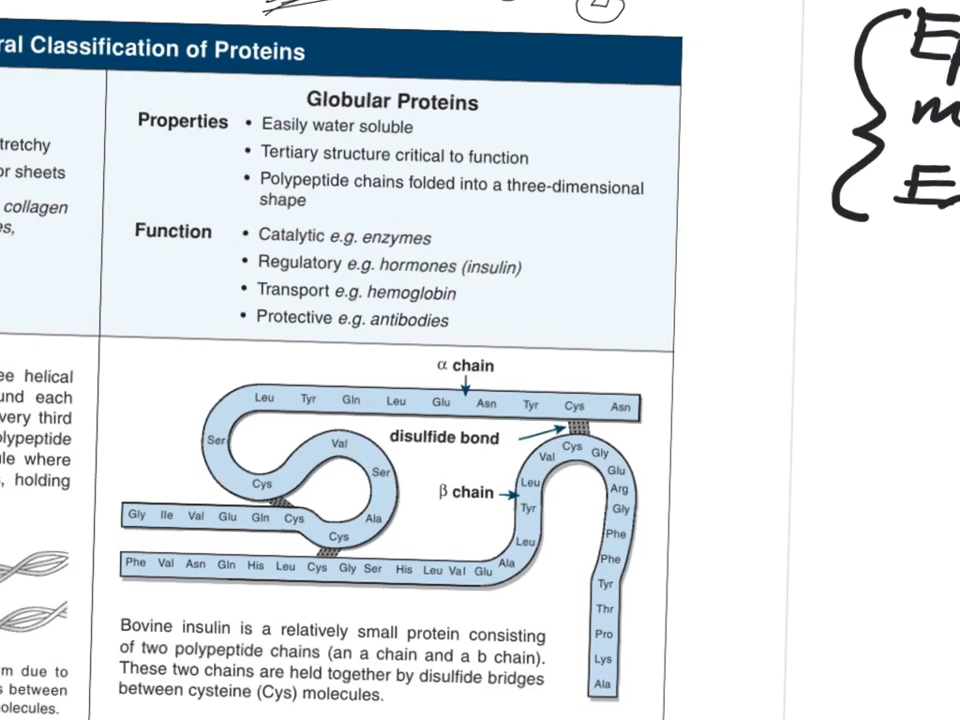 ral Classification of Proteins
Globular Proteins
Properties • Easily water soluble
• Tertiary structure critical to function
• Polypeptide chains folded into a three-dimensional
shape
Function • Catalytic e.g. enzymes
• Regulatory e.g. hormones (insulin)
• Transport e.g. hemoglobin
• Protective e.g. antibodies
tretchy
or sheets
collagen
es,
ee helical
und each
very third
olypeptide
ule where
s, holding
m due to
s between
olecules.
α chain
Leu Tyr Gln Leu Glu Asn Tyr Cys Asn
disulfide bond
Ser
Val
Ser
Cys
Ala
Cys
Gly Ile Val Glu Gln Cys
β chain
Val Cys Gly
Leu Glu
Tyr Arg
Leu Gly
Ala Phe
Phe
Tyr
Thr
Pro
Lys
Ala
Phe Val Asn Gln His Leu Cys Gly Ser His Leu Val Glu
Bovine insulin is a relatively small protein consisting
of two polypeptide chains (an a chain and a b chain).
These two chains are held together by disulfide bridges
between cysteine (Cys) molecules.